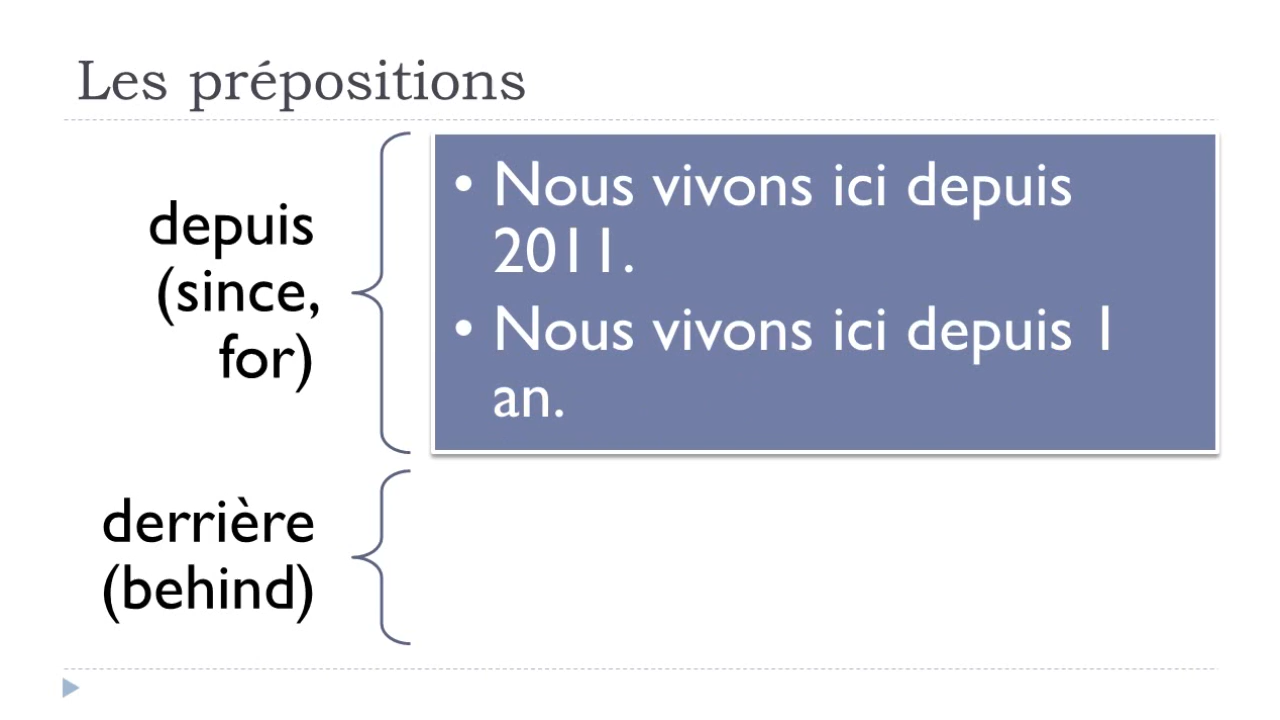 Les prépositions
depuis
(since,
for)
• Nous vivons ici depuis
2011.
• Nous vivons ici depuis 1
an.
derrière
(behind)